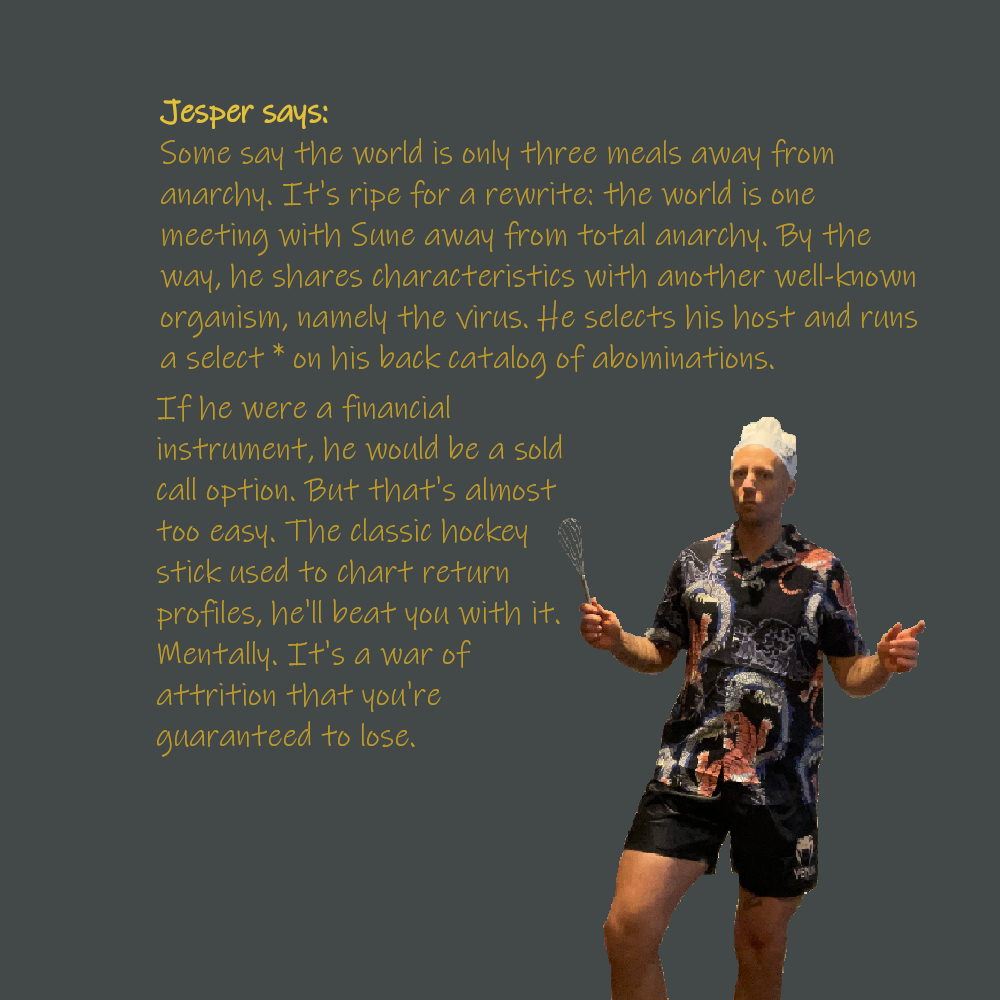 Jesper says:
Some say the world is only three meals away from
anarchy. It's ripe for a rewrite: the world is one
meeting with Sune away from total anarchy. By the
way, he shares characteristics with another well-known
organism, namely the virus. He selects his host and runs
a select * on his back catalog of abominations.
If he were a financial
instrument, he would be a sold
call option. But that's almost
too easy. The classic hockey
stick used to chart return
profiles, he'll beat you with it.
Mentally. It's a war of
attrition that you're
guaranteed to lose.
VENUM